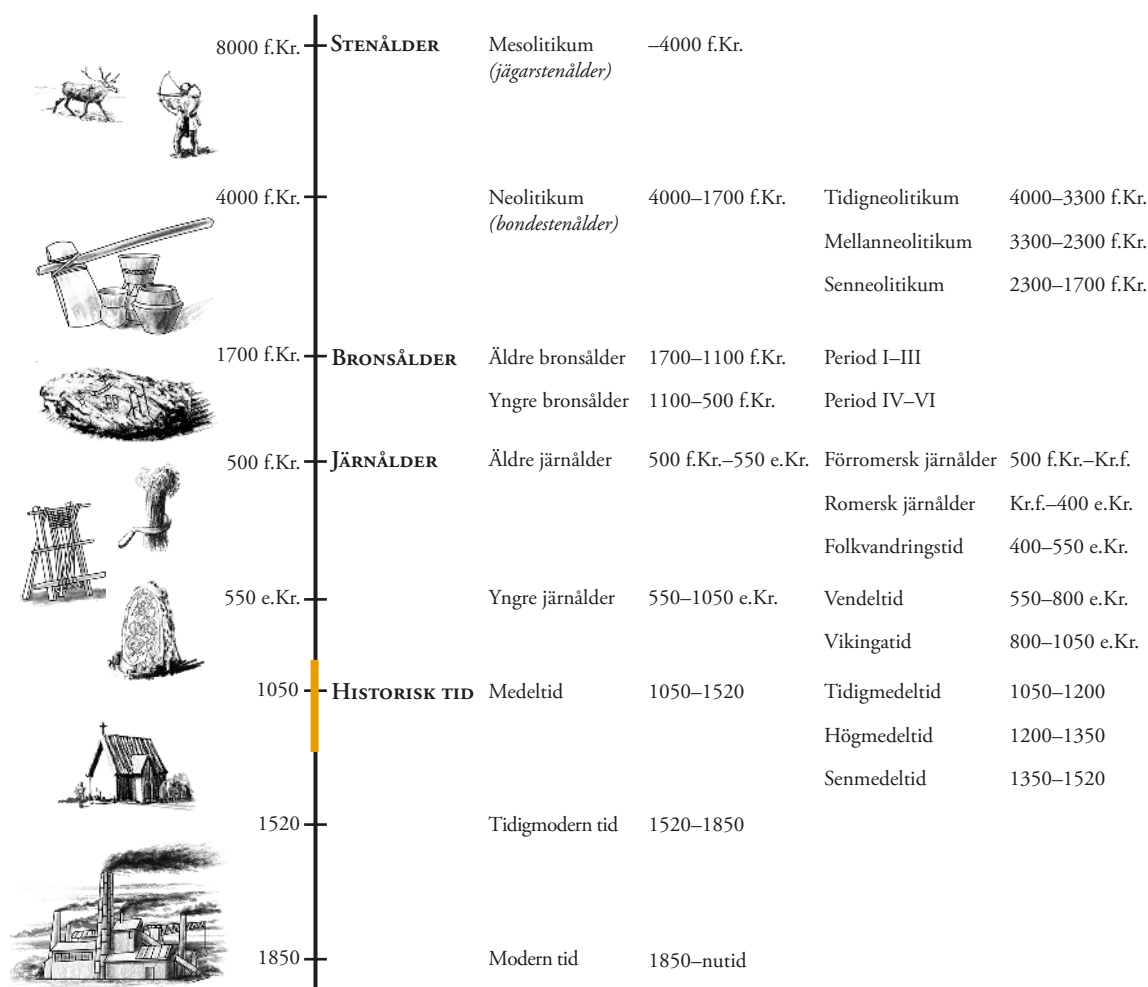 8000 f.Kr. STENÅLDER Mesolitikum –4000 f.Kr.
(jägarstenålder)
4000 f.Kr. Neolitikum 4000–1700 f.Kr. Tidigneolitikum 4000–3300 f.Kr.
(bondestenålder)
Mellanneolitikum 3300–2300 f.Kr.
Senneolitikum 2300–1700 f.Kr.
1700 f.Kr. BRONSÅLDER Äldre bronsålder 1700–1100 f.Kr. Period I–III
Yngre bronsålder 1100–500 f.Kr. Period IV–VI
500 f.Kr. JÄRNÅLDER Äldre järnålder 500 f.Kr.–550 e.Kr. Förromersk järnålder 500 f.Kr.–Kr.f.
Romersk järnålder Kr.f.–400 e.Kr.
Folkvandringstid 400–550 e.Kr.
550 e.Kr. Yngre järnålder 550–1050 e.Kr. Vendeltid 550–800 e.Kr.
Vikingatid 800–1050 e.Kr.
1050 HISTORISK TID Medeltid 1050–1520 Tidigmedeltid 1050–1200
Högmedeltid 1200–1350
Senmedeltid 1350–1520
1520 Tidigmodern tid 1520–1850
1850 Modern tid 1850–nutid